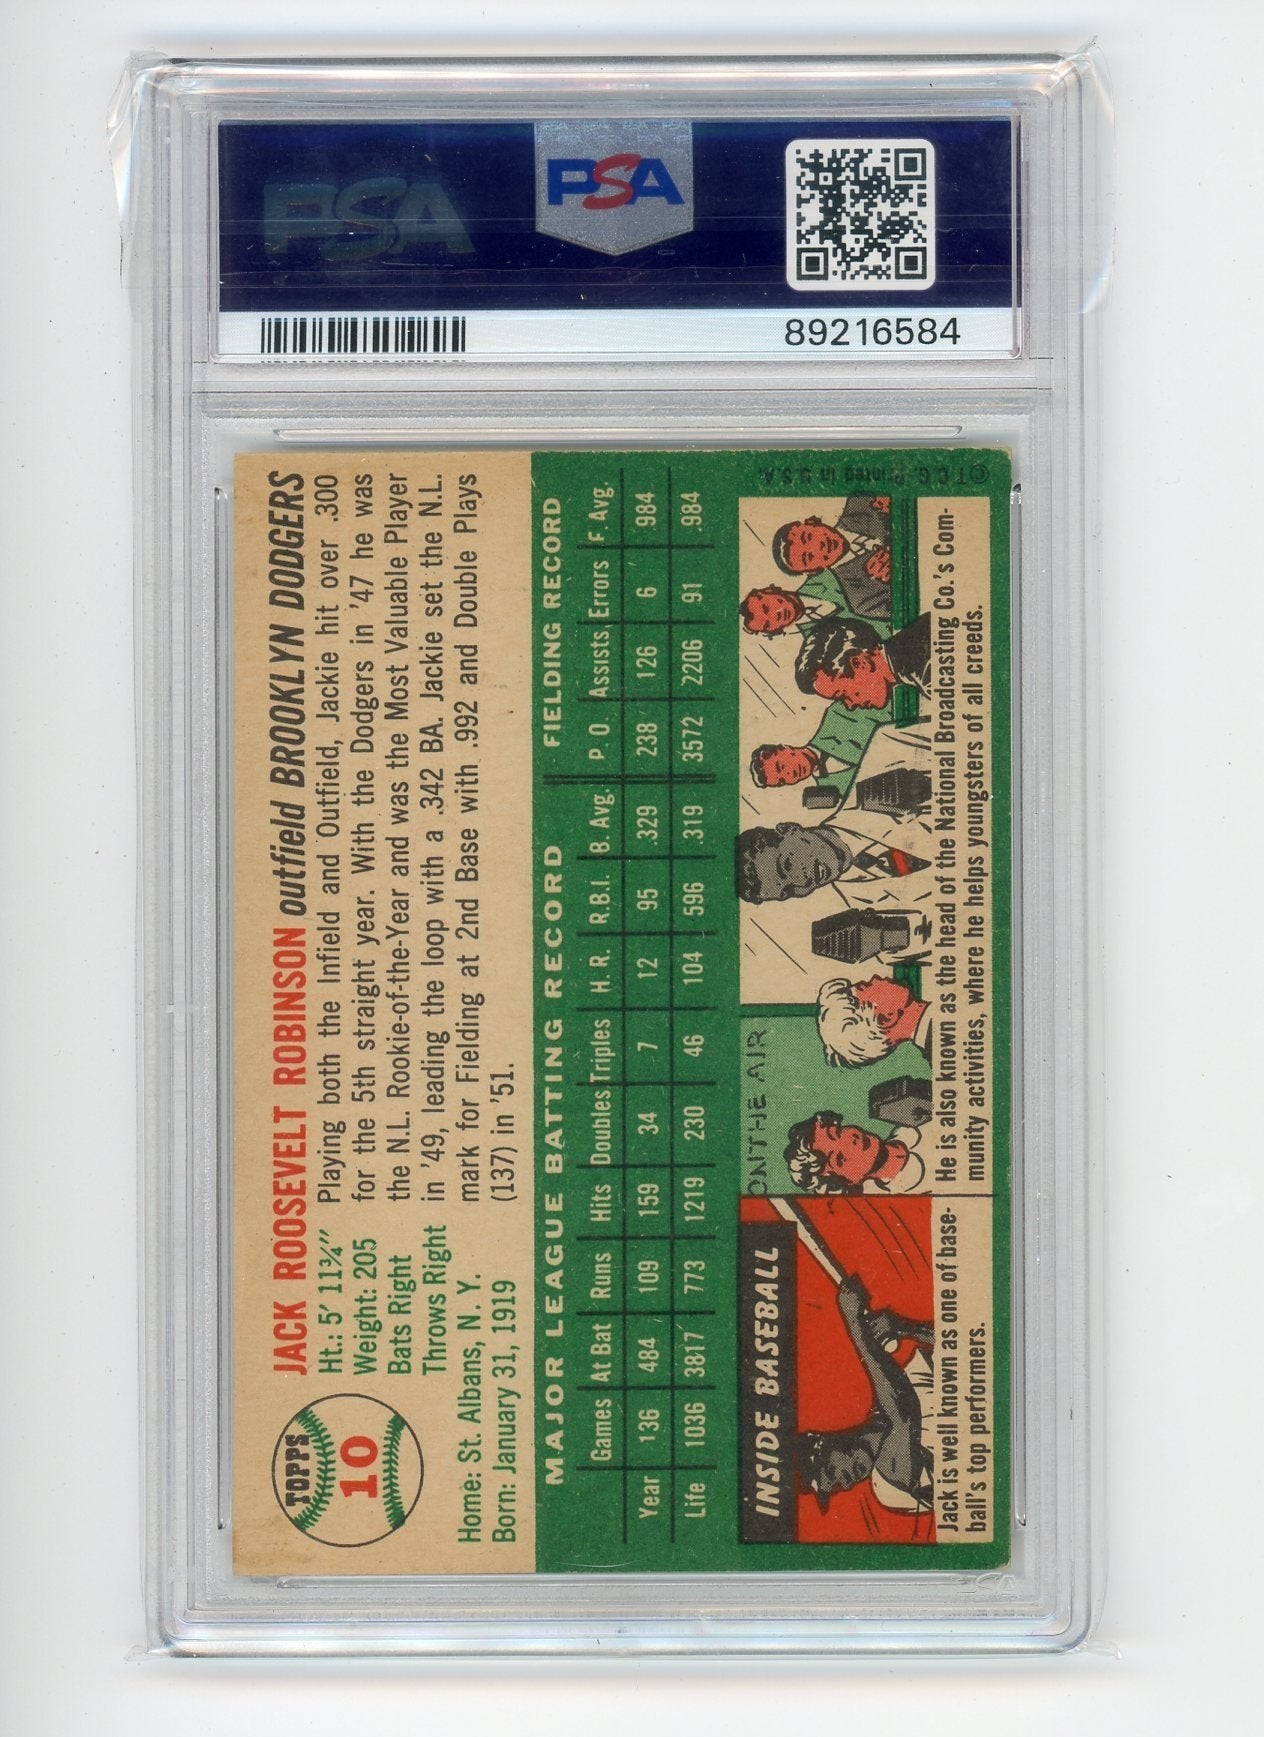 PSA
PSA
89216584
TOPPS
10
JACK ROOSEVELT ROBINSON outfield BROOKLYN DODGERS
Ht.: 5' 11¾"
Weight: 205
Bats Right
Throws Right
Home: St. Albans, N. Y.
Born: January 31, 1919
Playing both the Infield and Outfield, Jackie hit over .300
for the 5th straight year. With the Dodgers in '47 he was
the N.L. Rookie-of-the-Year and was the Most Valuable Player
in '49, leading the loop with a .342 BA. Jackie set the N.L.
mark for Fielding at 2nd Base with .992 and Double Plays
(137) in '51.
MAJOR LEAGUE BATTING RECORD FIELDING RECORD
Games At Bat Runs Hits Doubles Triples H. R. R.B.I. B. Avg. P. O. Assists Errors F. Avg.
Year 136 484 109 159 34 7 12 95 .329 238 126 6 .984
Life 1036 3817 773 1219 230 46 104 596 .319 3572 2206 91 .984
INSIDE BASEBALL
Jack is well known as one of base-
ball's top performers.
ON THE AIR
He is also known as the head of the National Broadcasting Co.'s Com-
munity activities, where he helps youngsters of all creeds.
© T. C. G. Printed in U. S. A.
PSA